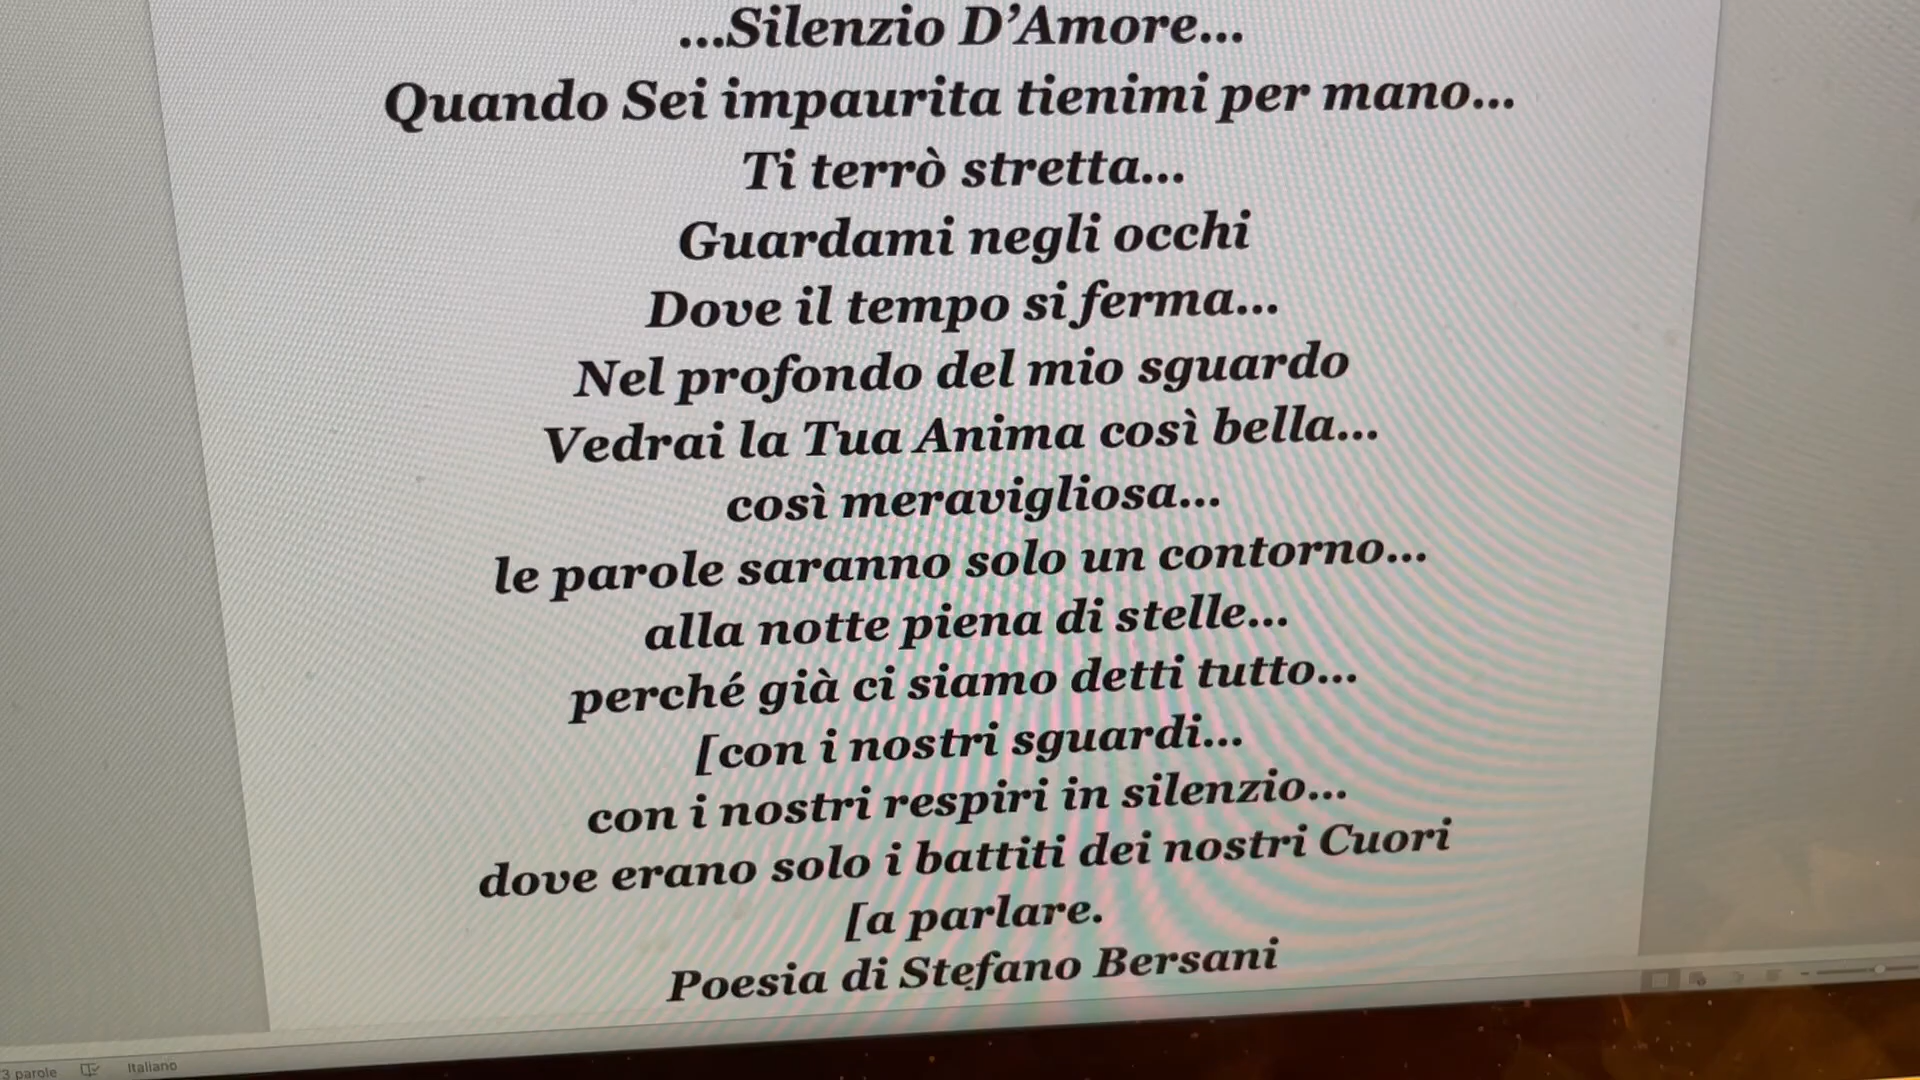 ...Silenzio D'Amore...
Quando Sei impaurita tienimi per mano...
Ti terrò stretta...
Guardami negli occhi
Dove il tempo si ferma...
Nel profondo del mio sguardo
Vedrai la Tua Anima così bella...
così meravigliosa...
le parole saranno solo un contorno...
alla notte piena di stelle...
perché già ci siamo detti tutto...
[con i nostri sguardi...
con i nostri respiri in silenzio...
dove erano solo i battiti dei nostri Cuori
[a parlare.
Poesia di Stefano Bersani
3 parole Italiano